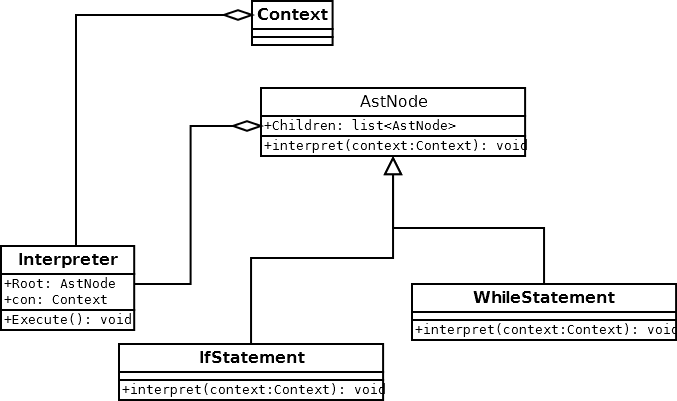 Context
AstNode
+Children: list<AstNode>
+interpret(context:Context): void
Interpreter
+Root: AstNode
+con: Context
+Execute(): void
WhileStatement
+interpret(context:Context): void
IfStatement
+interpret(context:Context): void